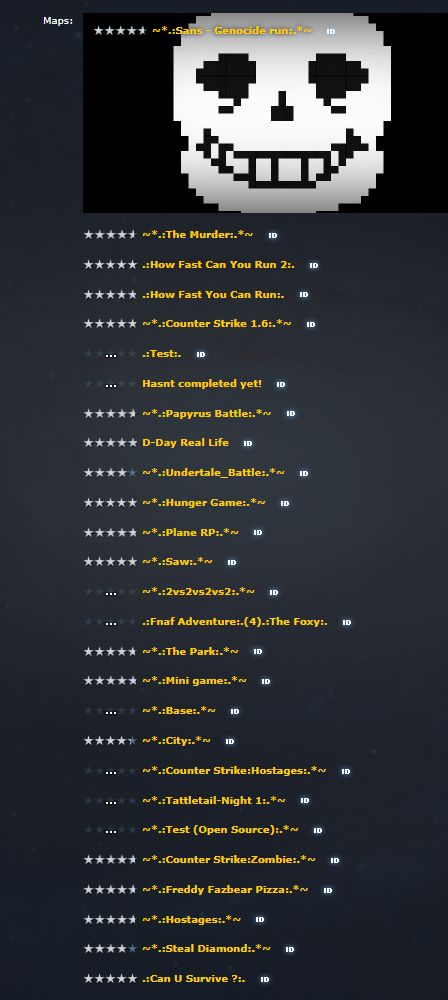 Maps:
~*.:Sans - Genocide run:.*~ ID
~*.:The Murder:.*~ ID
.:How Fast Can You Run 2:. ID
.:How Fast You Can Run:. ID
~*.:Counter Strike 1.6:.*~ ID
... .:Test:. ID
... Hasnt completed yet! ID
~*.:Papyrus Battle:.*~ ID
D-Day Real Life ID
~*.:Undertale_Battle:.*~ ID
~*.:Hunger Game:.*~ ID
~*.:Plane RP:.*~ ID
~*.:Saw:.*~ ID
... ~*.:2vs2vs2vs2:.*~ ID
... .:Fnaf Adventure:.(4).:The Foxy:. ID
~*.:The Park:.*~ ID
~*.:Mini game:.*~ ID
... ~*.:Base:.*~ ID
~*.:City:.*~ ID
... ~*.:Counter Strike:Hostages:.*~ ID
... ~*.:Tattletail-Night 1:.*~ ID
... ~*.:Test (Open Source):.*~ ID
~*.:Counter Strike:Zombie:.*~ ID
~*.:Freddy Fazbear Pizza:.*~ ID
~*.:Hostages:.*~ ID
~*.:Steal Diamond:.*~ ID
.:Can U Survive ?:. ID